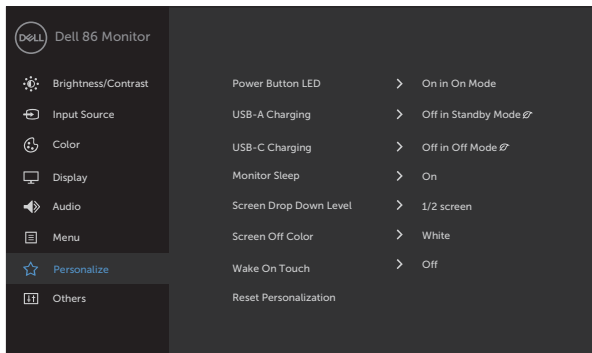 DELL Dell 86 Monitor
Brightness/Contrast
Input Source
Color
Display
Audio
Menu
Personalize
Others
Power Button LED > On in On Mode
USB-A Charging > Off in Standby Mode
USB-C Charging > Off in Off Mode
Monitor Sleep > On
Screen Drop Down Level > 1/2 screen
Screen Off Color > White
Wake On Touch > Off
Reset Personalization